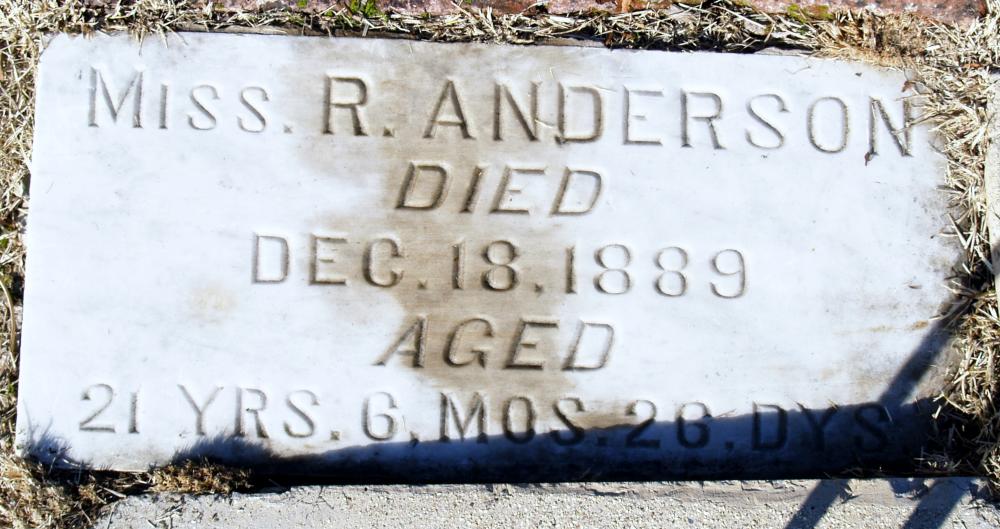 Miss. R. ANDERSON
DIED
DEC. 18, 1889
AGED
21 YRS. 6, MOS. 26, DYS